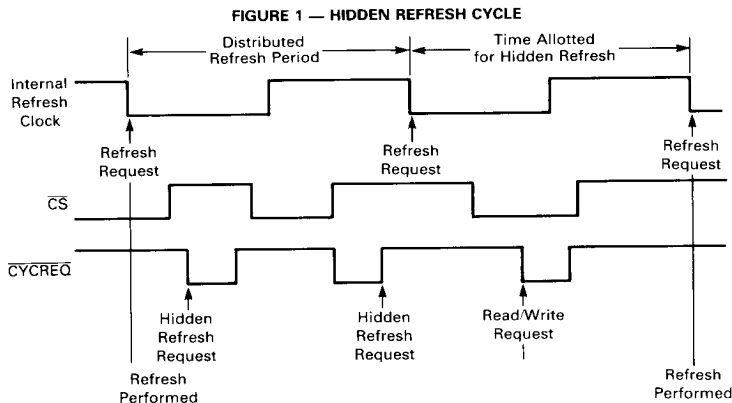 FIGURE 1 — HIDDEN REFRESH CYCLE
Distributed
Refresh Period
Time Allotted
for Hidden Refresh
Internal
Refresh
Clock
Refresh
Request
Refresh
Request
Refresh
Request
CS
CYCREQ
Hidden
Refresh
Request
Hidden
Refresh
Request
Read/Write
Request
Refresh
Performed
Refresh
Performed